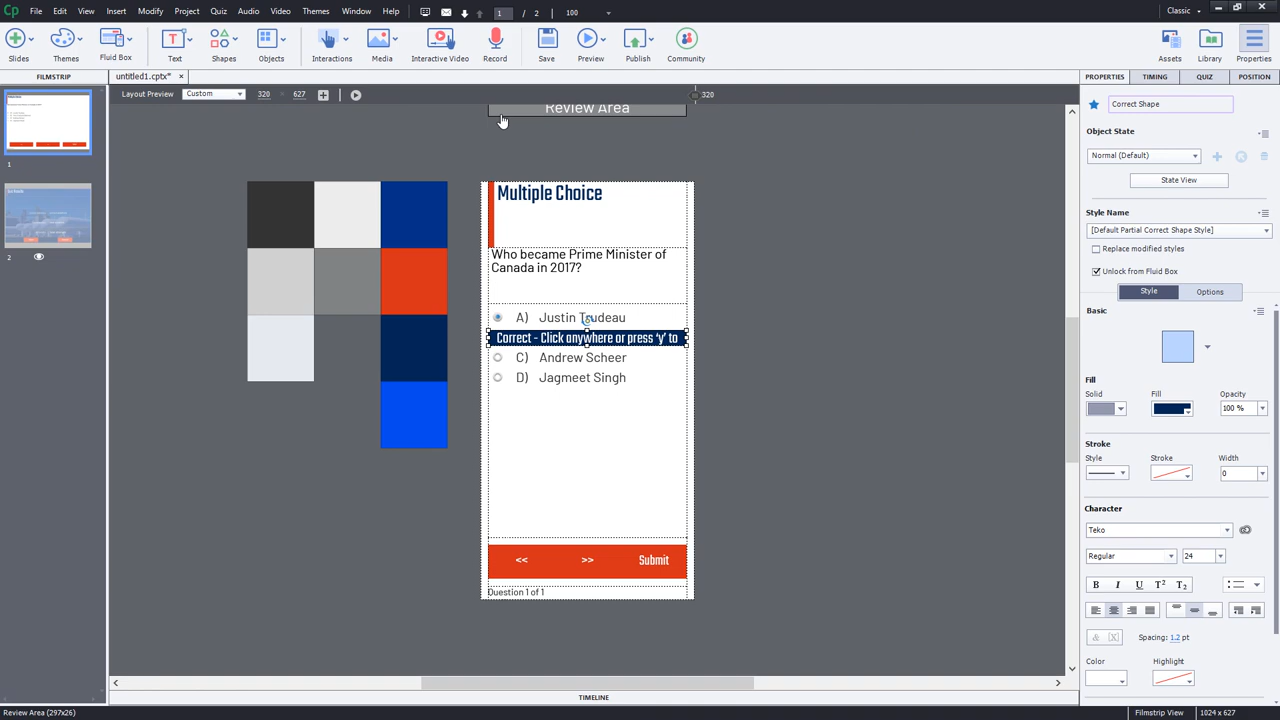 Cp File Edit View Insert Modify Project Quiz Audio Video Themes Window Help 1 / 2 100 Classic
Slides Themes Fluid Box Text Shapes Objects Interactions Media Interactive Video Record Save Preview Publish Community Assets Library Properties
FILMSTRIP untitled1.cptx* × PROPERTIES TIMING QUIZ POSITION
Layout Preview Custom 320 x 627 320
Review Area
Correct Shape
Object State
Normal (Default)
State View
Style Name
[Default Partial Correct Shape Style]
Replace modified styles
Unlock from Fluid Box
Style Options
Basic
Fill
Solid Fill Opacity
100 %
Stroke
Style Stroke Width
0
Character
Teko
Regular 24
B I U T² T₂
Spacing: 1.2 pt
Color Highlight
1
2
Multiple Choice
Who became Prime Minister of
Canada in 2017?
A) Justin Trudeau
Correct - Click anywhere or press 'y' to
C) Andrew Scheer
D) Jagmeet Singh
<< >> Submit
Question 1 of 1
TIMELINE
Review Area (297x26) Filmstrip View 1024 x 627